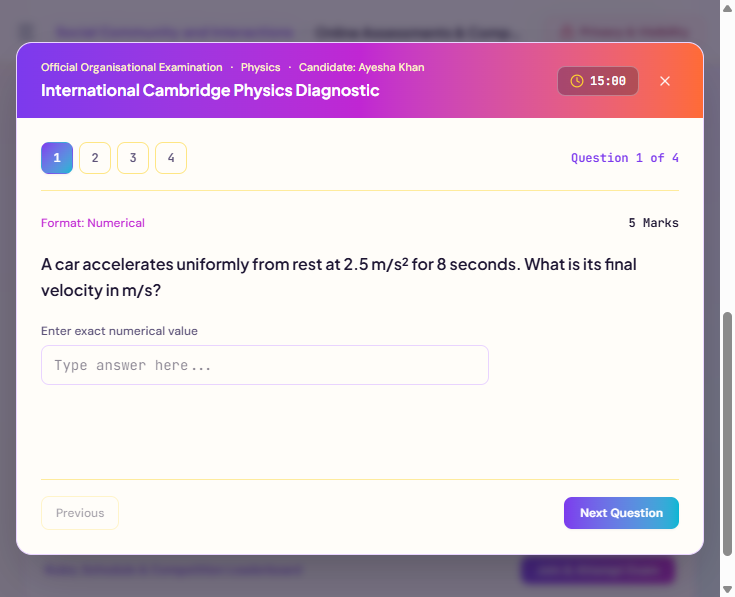 Official Organisational Examination · Physics · Candidate: Ayesha Khan
International Cambridge Physics Diagnostic
15:00
1 2 3 4
Question 1 of 4
Format: Numerical
5 Marks
A car accelerates uniformly from rest at 2.5 m/s² for 8 seconds. What is its final
velocity in m/s?
Enter exact numerical value
Type answer here...
Previous
Next Question